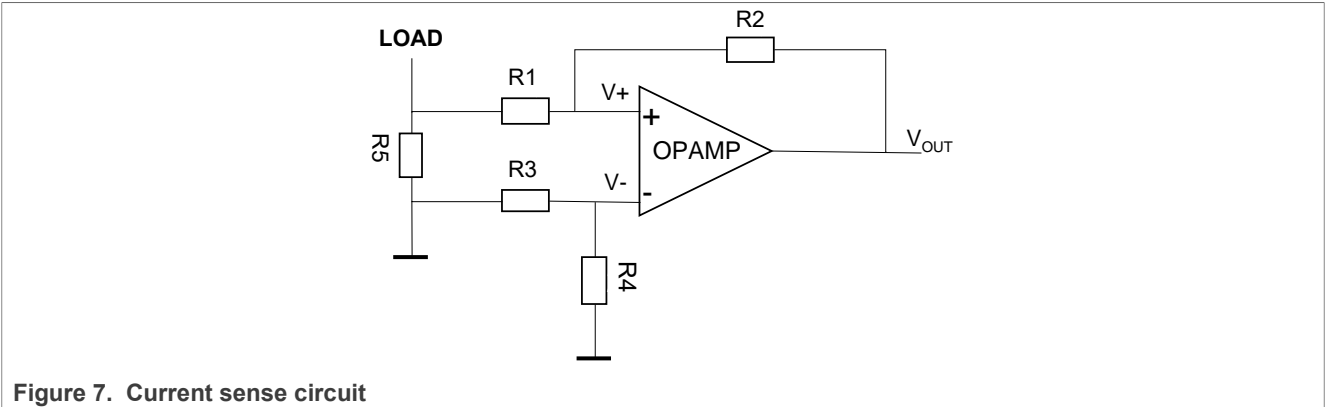 R2
LOAD
R1
V+
+
OPAMP
VOUT
R5
R3
V-
-
R4
Figure 7. Current sense circuit